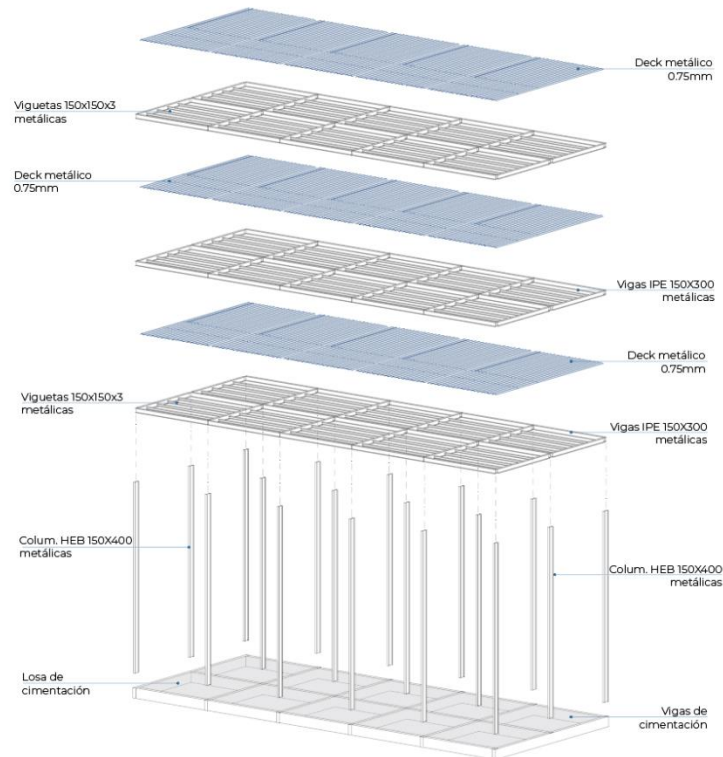 Deck metálico
0.75mm
Viguetas 150x150x3
metálicas
Deck metálico
0.75mm
Vigas IPE 150X300
metálicas
Deck metálico
0.75mm
Viguetas 150x150x3
metálicas
Vigas IPE 150X300
metálicas
Colum. HEB 150X400
metálicas
Colum. HEB 150X400
metálicas
Losa de
cimentación
Vigas de
cimentación